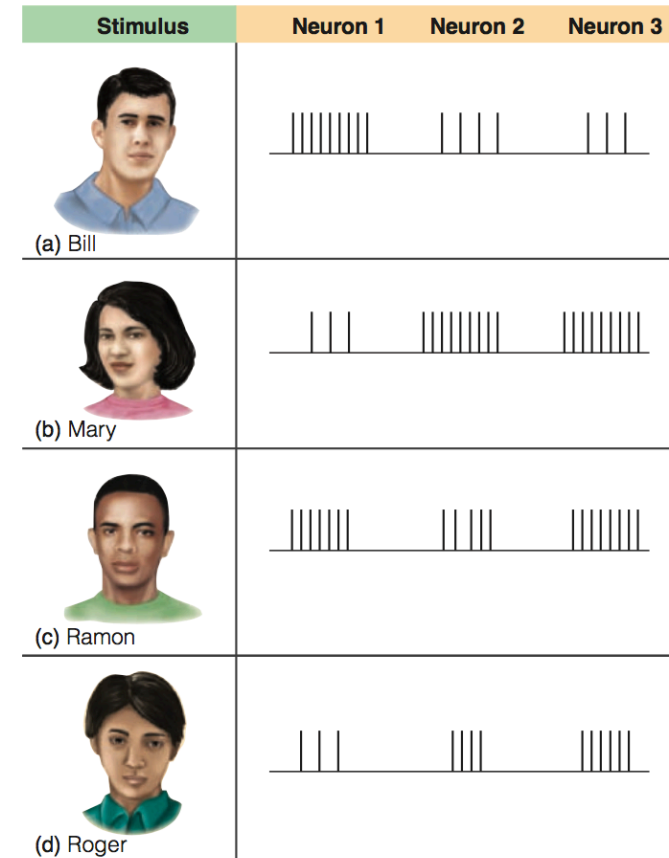 Stimulus Neuron 1 Neuron 2 Neuron 3
(a) Bill
(b) Mary
(c) Ramon
(d) Roger